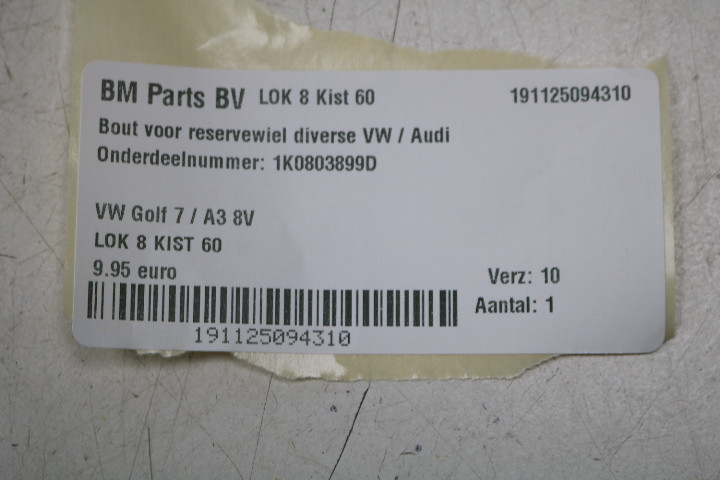 BM Parts BV LOK 8 Kist 60 191125094310
Bout voor reservewiel diverse VW / Audi
Onderdeelnummer: 1K0803899D
VW Golf 7 / A3 8V
LOK 8 KIST 60
9.95 euro Verz: 10
Aantal: 1
191125094310